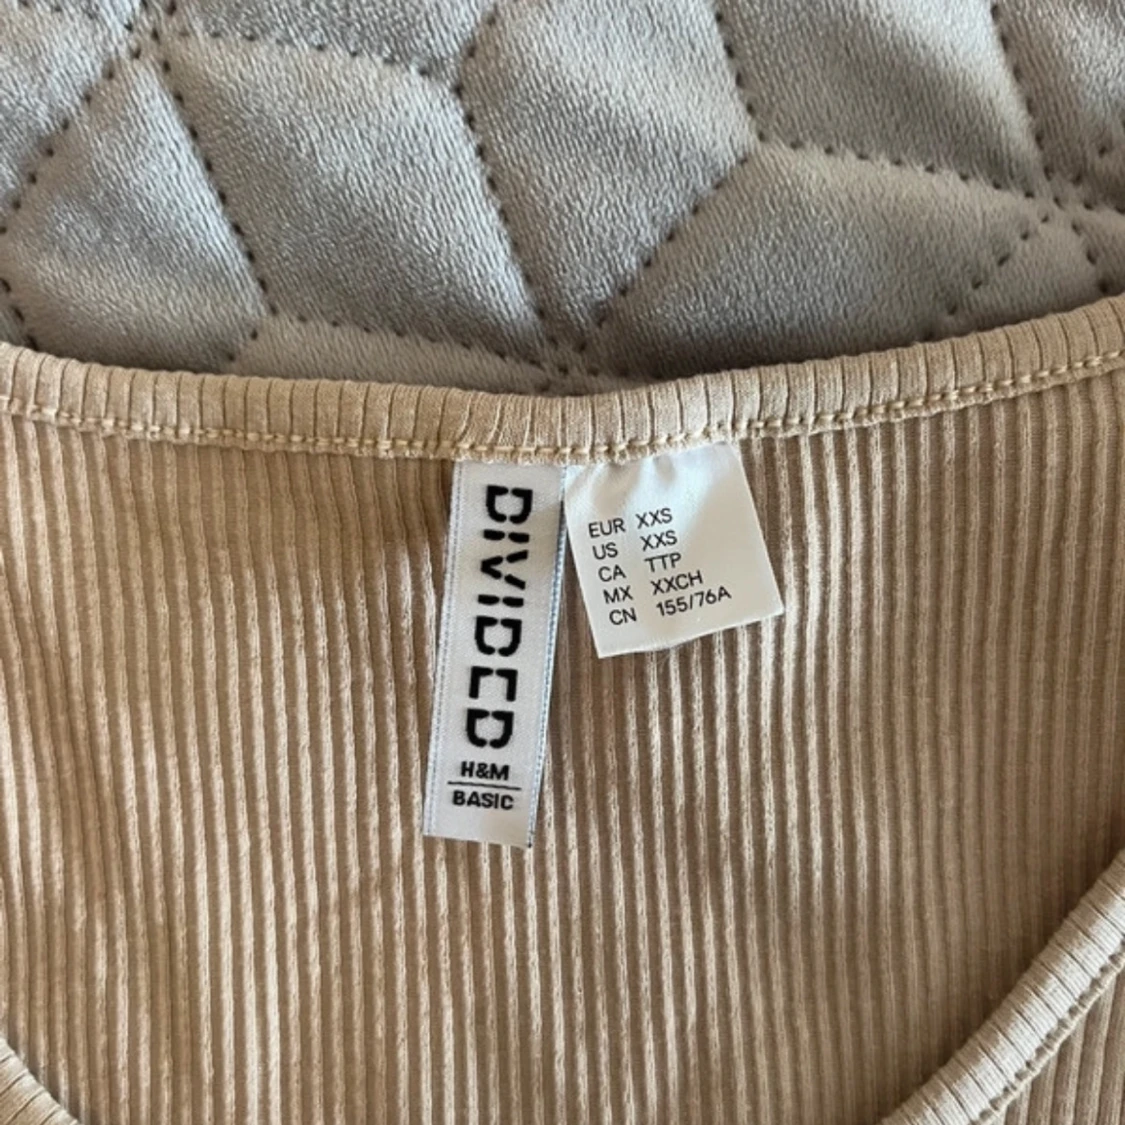 DIVIDED
H&M
BASIC
EUR XXS
US XXS
CA TTP
MX XXCH
CN 155/76A